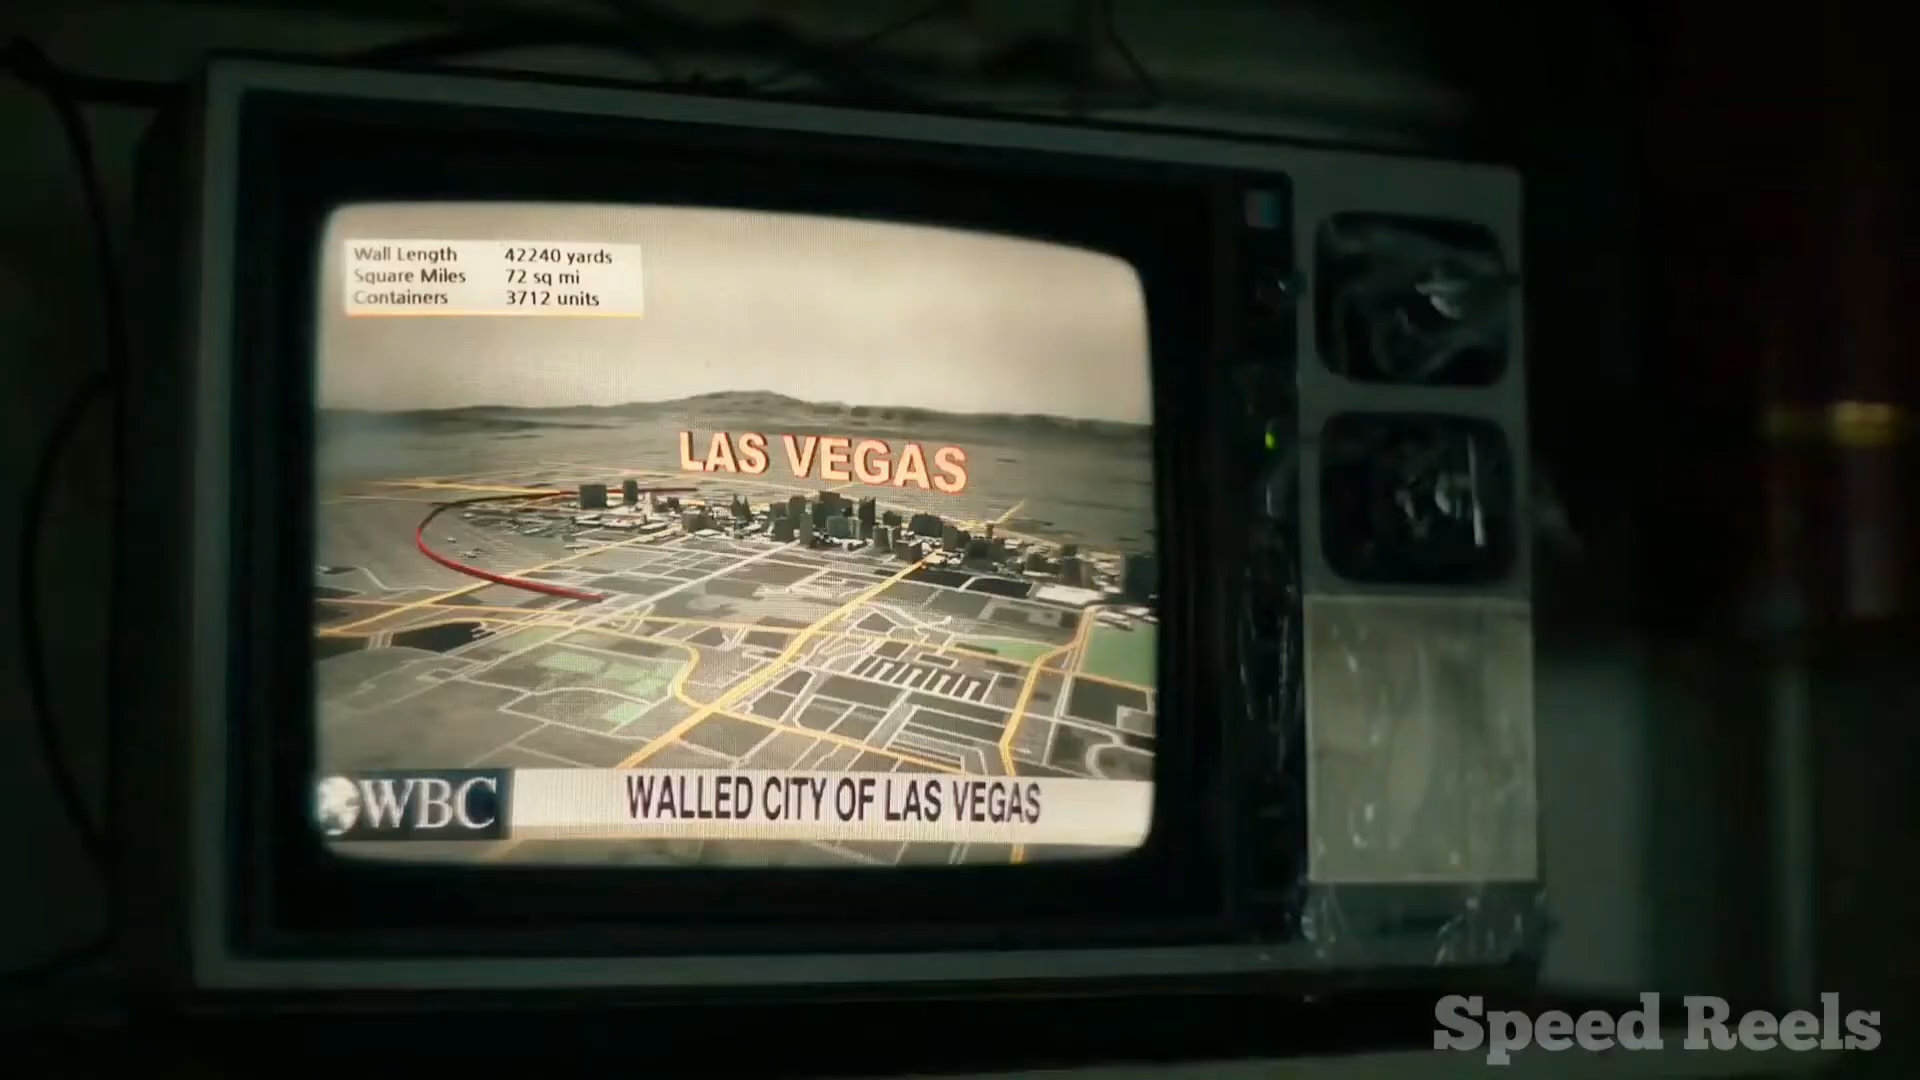 Wall Length 42240 yards
Square Miles 72 sq mi
Containers 3712 units
LAS VEGAS
WBC
WALLED CITY OF LAS VEGAS
Speed Reels